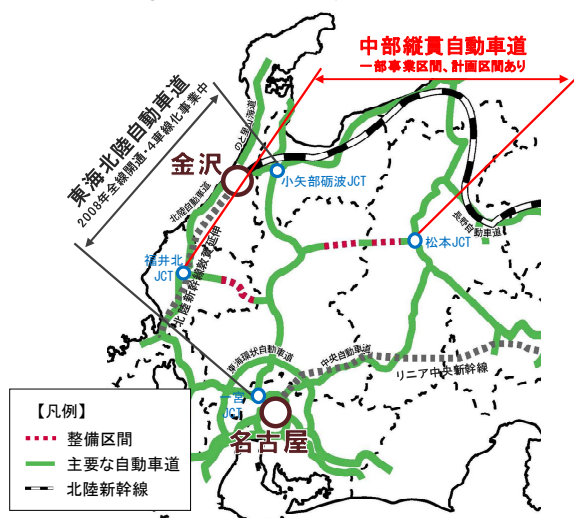 中部縦貫自動車道
一部事業区間、計画区間あり
東海北陸自動車道
2008年全線開通・4車線化事業中
のと里山海道
金沢
小矢部砺波JCT
北陸自動車道
長野自動車道
松本JCT
福井北
JCT
北陸新幹線敦賀延伸
東海環状自動車道
中央自動車道
リニア中央新幹線
一宮
JCT
名古屋
【凡例】
整備区間
主要な自動車道
北陸新幹線